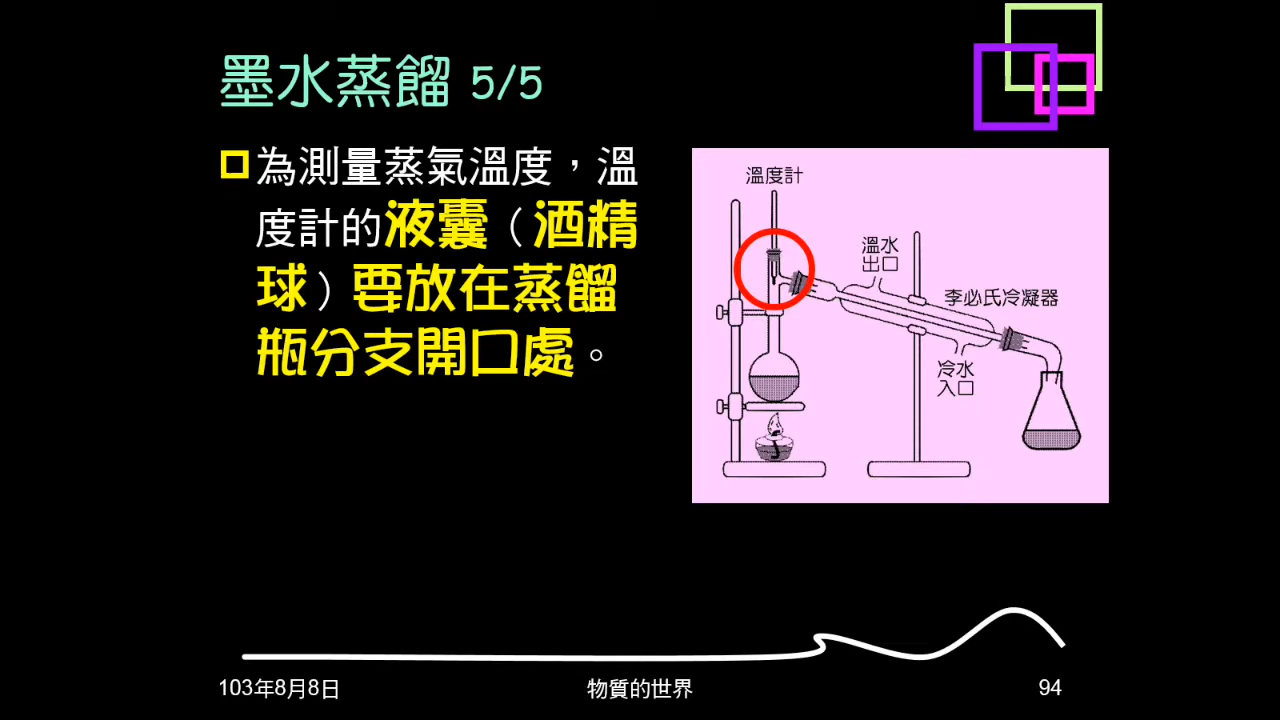 墨水蒸餾 5/5
為測量蒸氣溫度，溫
度計的液囊（酒精
球）要放在蒸餾
瓶分支開口處。
溫度計
溫水
出口
李必氏冷凝器
冷水
入口
103年8月8日
物質的世界
94